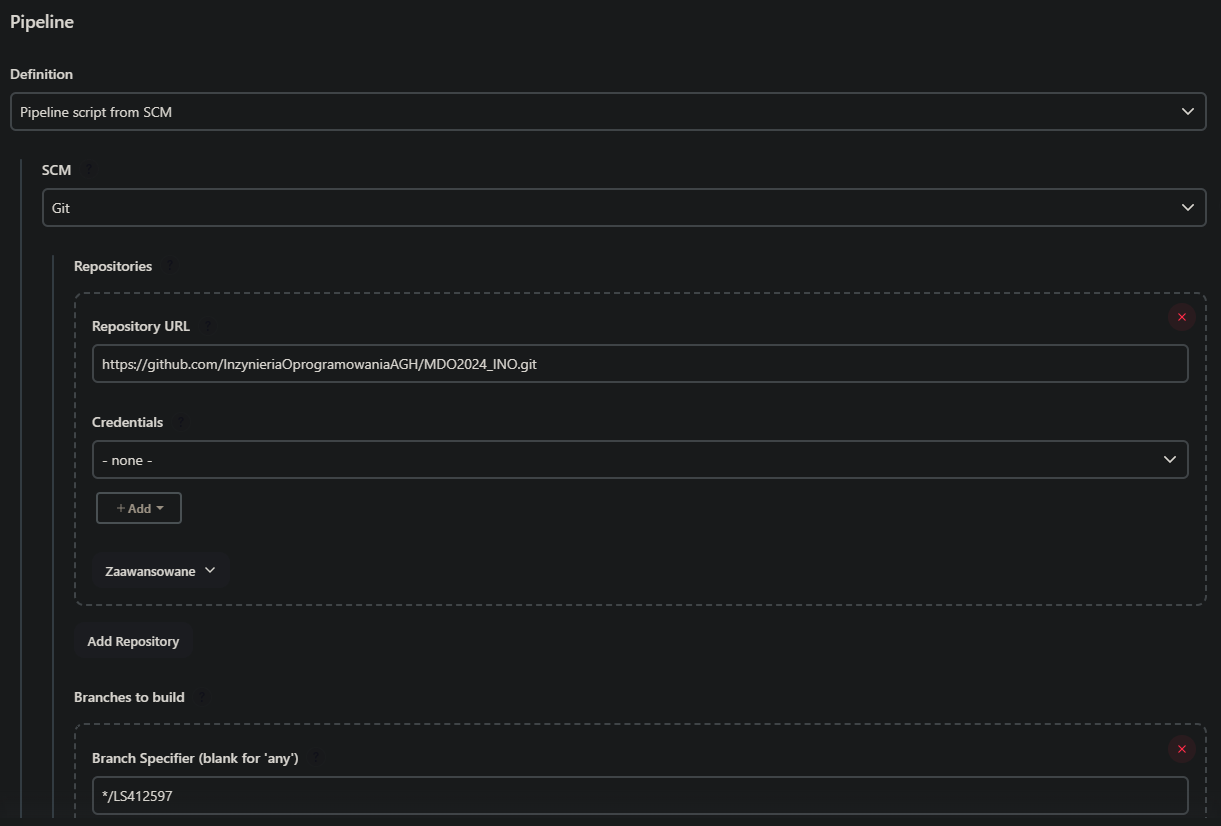 Pipeline
Definition
Pipeline script from SCM
SCM ?
Git
Repositories ?
Repository URL ?
https://github.com/InzynieriaOprogramowaniaAGH/MDO2024_INO.git
Credentials ?
- none -
+ Add
Zaawansowane
Add Repository
Branches to build ?
Branch Specifier (blank for 'any') ?
*/LS412597